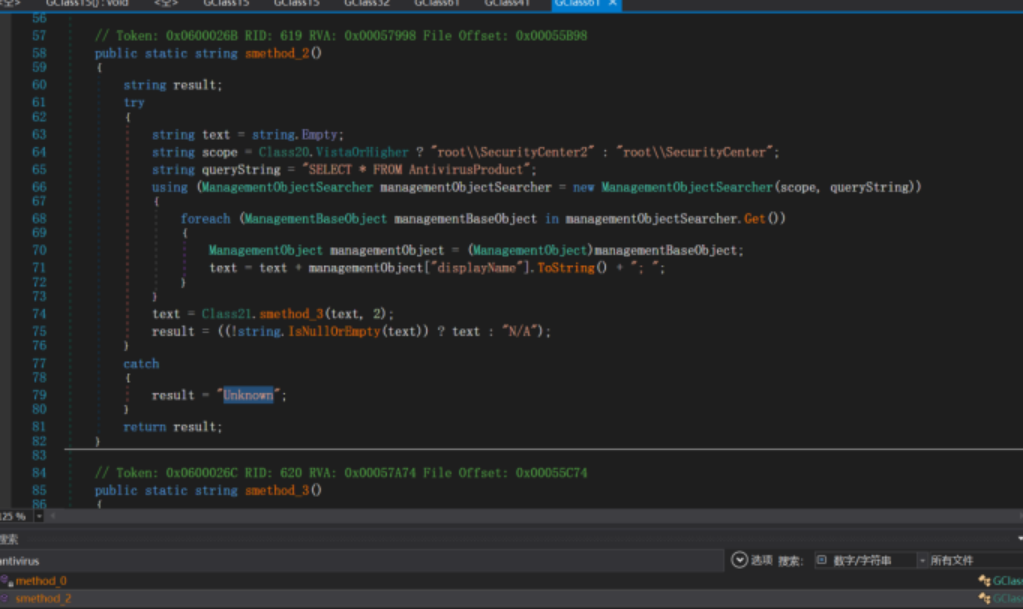 GClass15() : void <空> GClass15 GClass15 GClass32 GClass61 GClass41 GClass61 ×
56
57 // Token: 0x0600026B RID: 619 RVA: 0x00057998 File Offset: 0x00055B98
58 public static string smethod_2()
59 {
60 string result;
61 try
62 {
63 string text = string.Empty;
64 string scope = Class20.VistaOrHigher ? "root\\SecurityCenter2" : "root\\SecurityCenter";
65 string queryString = "SELECT * FROM AntivirusProduct";
66 using (ManagementObjectSearcher managementObjectSearcher = new ManagementObjectSearcher(scope, queryString))
67 {
68 foreach (ManagementBaseObject managementBaseObject in managementObjectSearcher.Get())
69 {
70 ManagementObject managementObject = (ManagementObject)managementBaseObject;
71 text = text + managementObject["displayName"].ToString() + "; ";
72 }
73 }
74 text = Class21.smethod_3(text, 2);
75 result = ((!string.IsNullOrEmpty(text)) ? text : "N/A");
76 }
77 catch
78 {
79 result = "Unknown";
80 }
81 return result;
82 }
83
84 // Token: 0x0600026C RID: 620 RVA: 0x00057A74 File Offset: 0x00055C74
85 public static string smethod_3()
86 {
125 %
搜索
antivirus 选项 搜索: 数字/字符串 所有文件
method_0 GClas
smethod_2 GClas